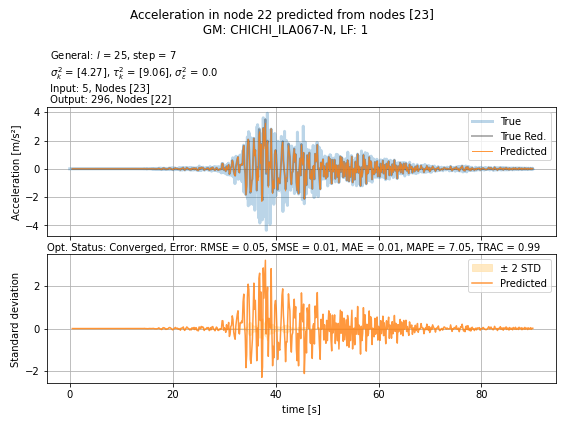 Acceleration in node 22 predicted from nodes [23]
GM: CHICHI_ILA067-N, LF: 1
General: l = 25, step = 7
σ²ₖ = [4.27], τ²ₖ = [9.06], σ²ₑ = 0.0
Input: 5, Nodes [23]
Output: 296, Nodes [22]
4
2
0
−2
−4
Acceleration [m/s²]
True
True Red.
Predicted
Opt. Status: Converged, Error: RMSE = 0.05, SMSE = 0.01, MAE = 0.01, MAPE = 7.05, TRAC = 0.99
2
0
−2
Standard deviation
± 2 STD
Predicted
0 20 40 60 80
time [s]